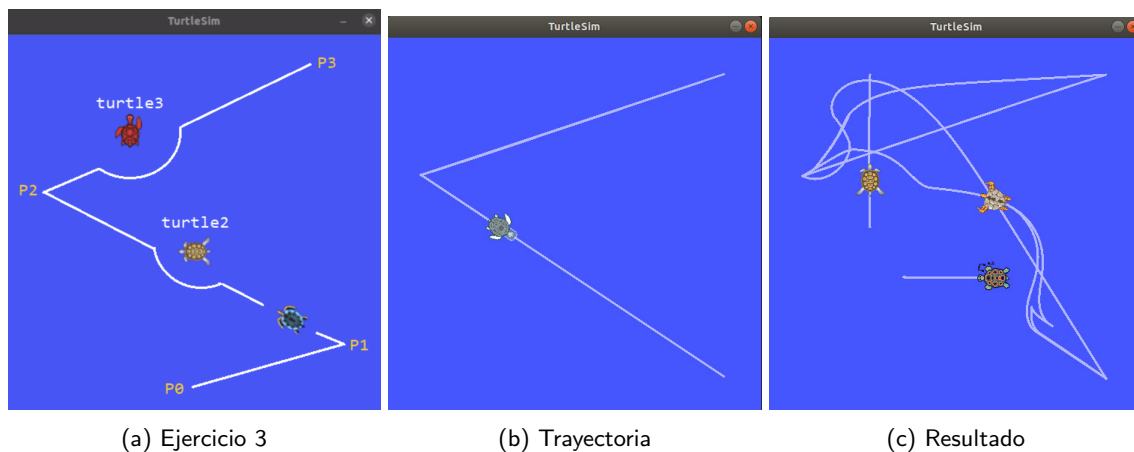 TurtleSim
P3
turtle3
P2
turtle2
P1
P0
TurtleSim
TurtleSim
(a) Ejercicio 3
(b) Trayectoria
(c) Resultado